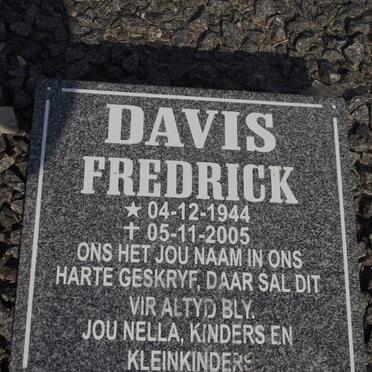 DAVIS
FREDRICK
★ 04-12-1944
✝ 05-11-2005
ONS HET JOU NAAM IN ONS
HARTE GESKRYF, DAAR SAL DIT
VIR ALTYD BLY.
JOU NELLA, KINDERS EN
KLEINKINDERS